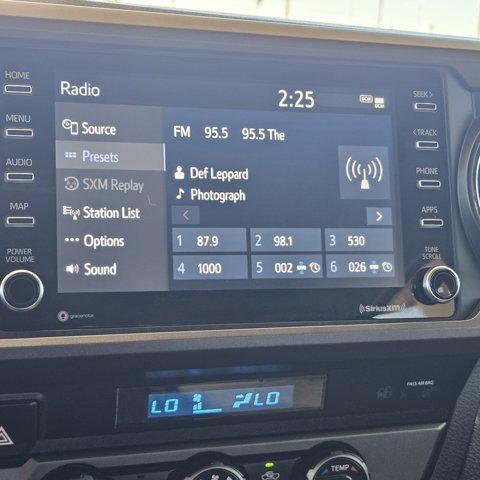 HOME
MENU
AUDIO
MAP
POWER
VOLUME
Radio
2:25
DCM
DCM
Source
Presets
SXM Replay
Station List
Options
Sound
FM 95.5 95.5 The
Def Leppard
Photograph
1 87.9 2 98.1 3 530
4 1000 5 002 6 026
SEEK >
< TRACK
PHONE
APPS
TUNE
SCROLL
gracenote
SiriusXM
LO LO
PASS AIR BAG
TEMP